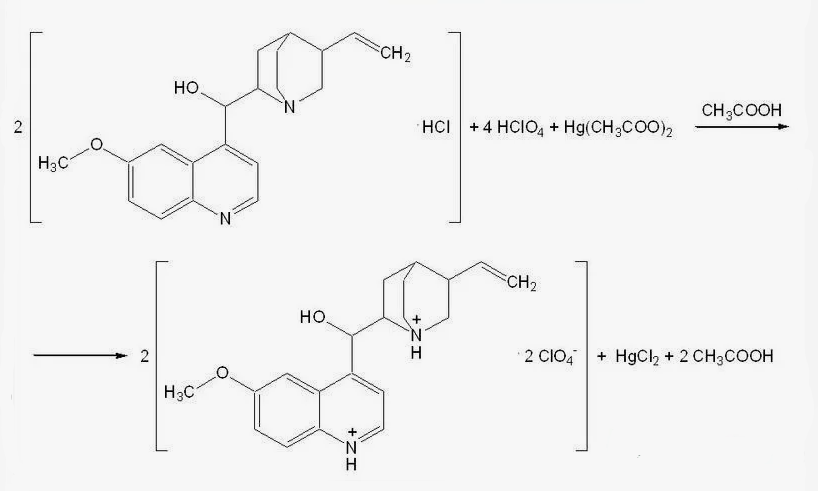 CH₂
HO
N
2
· HCl
+ 4 HClO₄ + Hg(CH₃COO)₂
CH₃COOH
O
H₃C
N
CH₂
HO
+
N
H
2
· 2 ClO₄⁻
+ HgCl₂ + 2 CH₃COOH
O
H₃C
+
N
H